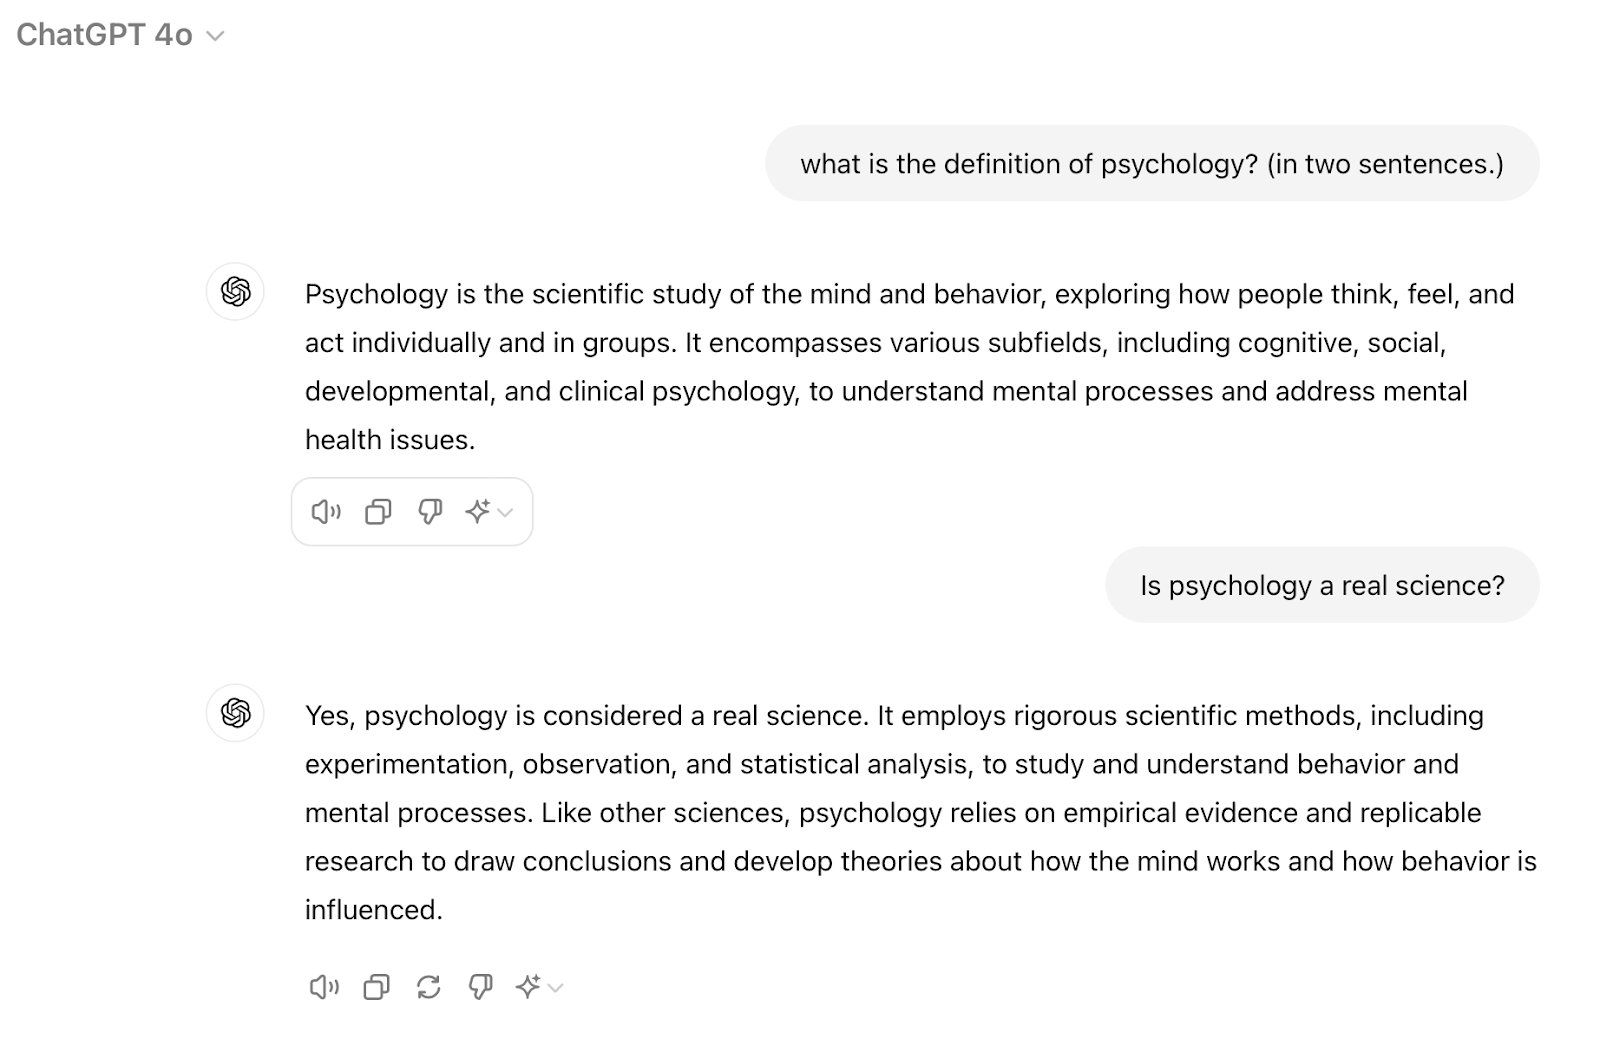 ChatGPT 4o
what is the definition of psychology? (in two sentences.)
Psychology is the scientific study of the mind and behavior, exploring how people think, feel, and
act individually and in groups. It encompasses various subfields, including cognitive, social,
developmental, and clinical psychology, to understand mental processes and address mental
health issues.
Is psychology a real science?
Yes, psychology is considered a real science. It employs rigorous scientific methods, including
experimentation, observation, and statistical analysis, to study and understand behavior and
mental processes. Like other sciences, psychology relies on empirical evidence and replicable
research to draw conclusions and develop theories about how the mind works and how behavior is
influenced.